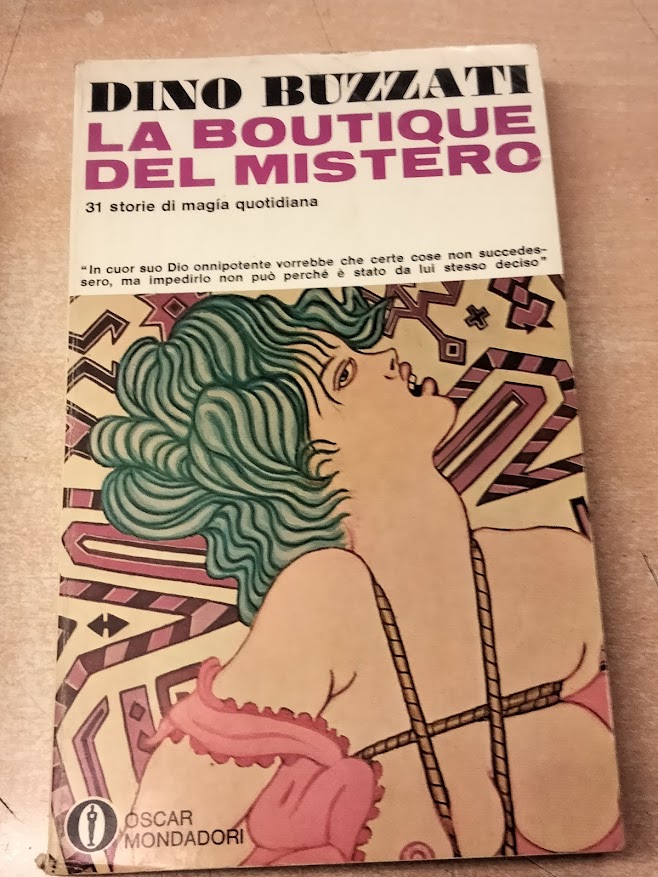 DINO BUZZATI
LA BOUTIQUE
DEL MISTERO
31 storie di magía quotidiana
"In cuor suo Dio onnipotente vorrebbe che certe cose non succedes-
sero, ma impedirlo non può perché è stato da lui stesso deciso"
OSCAR
MONDADORI